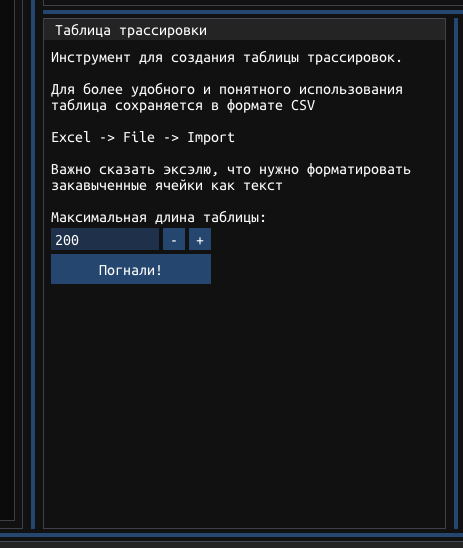 Таблица трассировки
Инструмент для создания таблицы трассировок.
Для более удобного и понятного использования
таблица сохраняется в формате CSV
Excel -> File -> Import
Важно сказать эксэлю, что нужно форматировать
закавыченные ячейки как текст
Максимальная длина таблицы:
200 - +
Погнали!